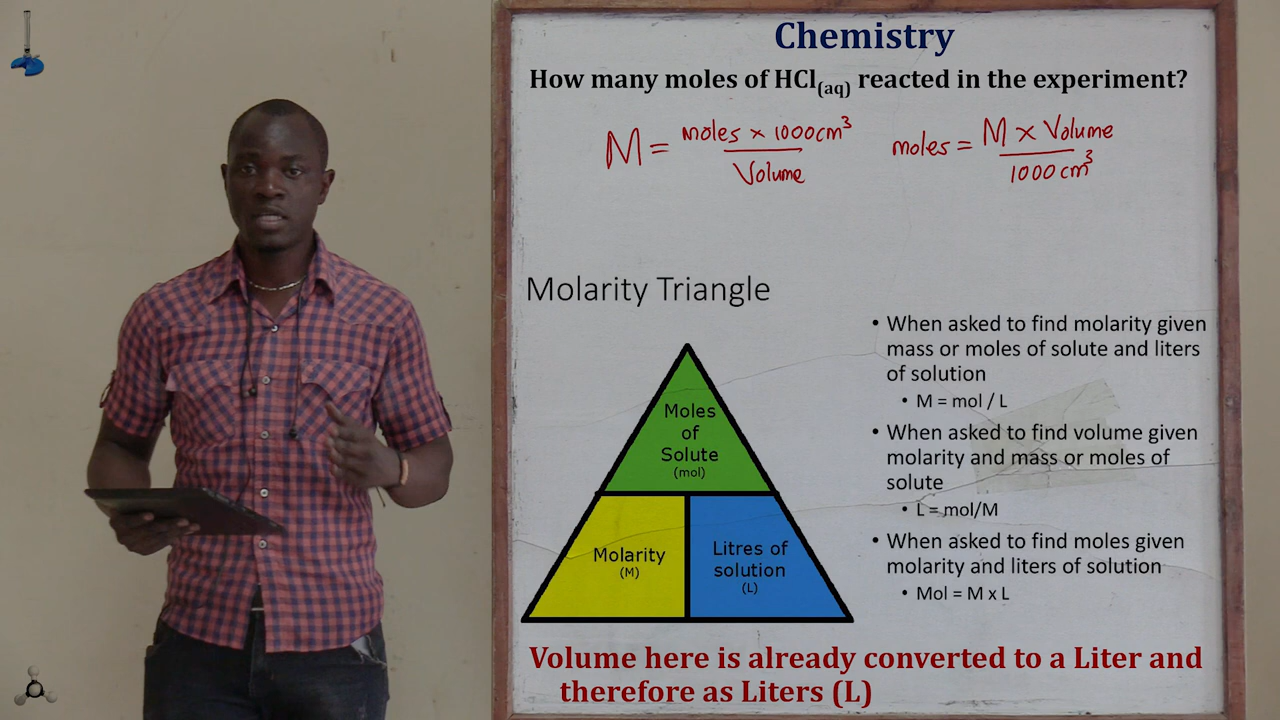 Chemistry
How many moles of HCl(aq) reacted in the experiment?
M = moles × 1000cm³ / Volume
moles = M × Volume / 1000 cm³
Molarity Triangle
Moles
of
Solute
(mol)
Molarity
(M)
Litres of
solution
(L)
• When asked to find molarity given
mass or moles of solute and liters
of solution
• M = mol / L
• When asked to find volume given
molarity and mass or moles of
solute
• L = mol/M
• When asked to find moles given
molarity and liters of solution
• Mol = M x L
Volume here is already converted to a Liter and
therefore as Liters (L)